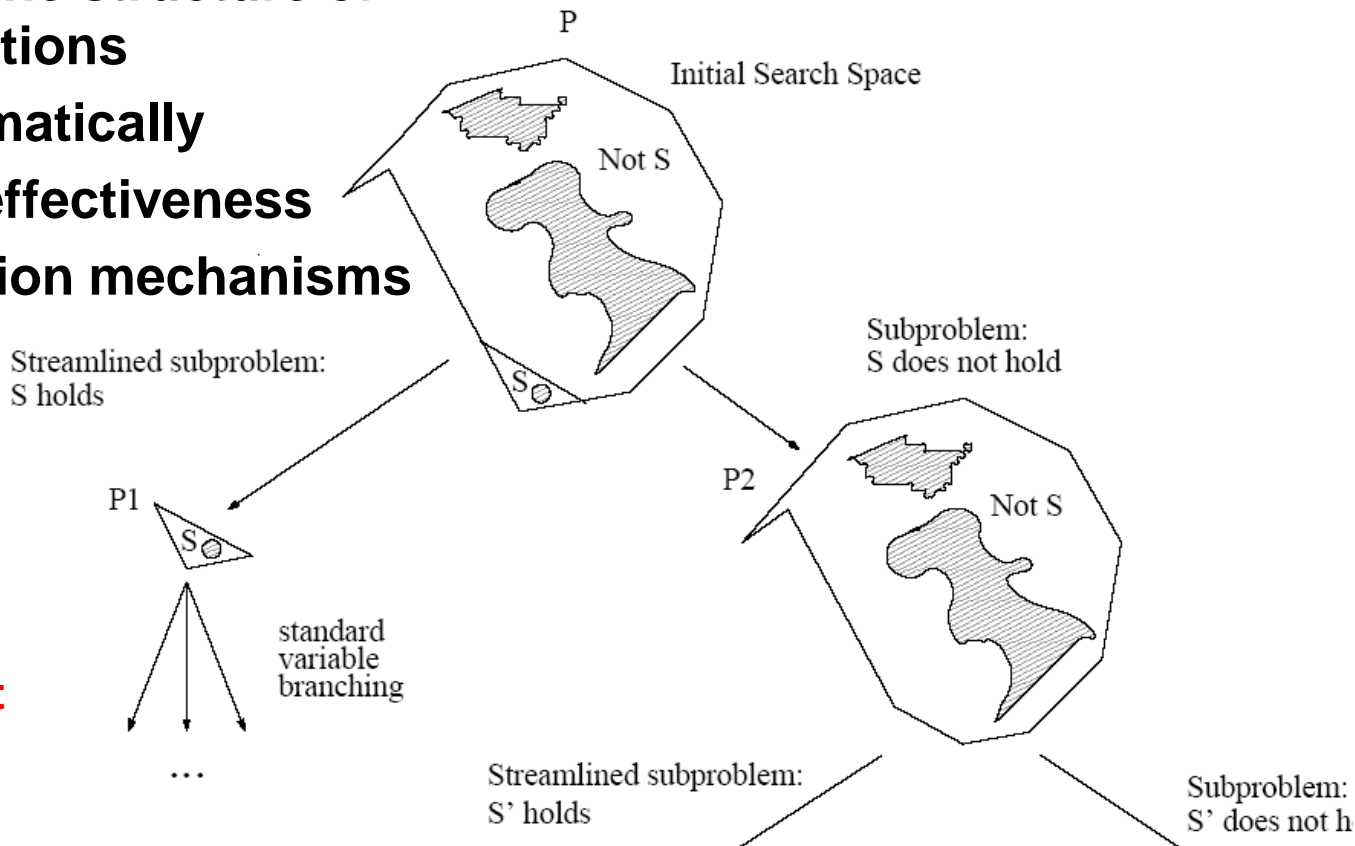 tions
matically
effectiveness
ion mechanisms
P
Initial Search Space
Not S
S
Streamlined subproblem:
S holds
Subproblem:
S does not hold
P1
S
P2
Not S
standard
variable
branching
...
Streamlined subproblem:
S’ holds
Subproblem:
S’ does not h